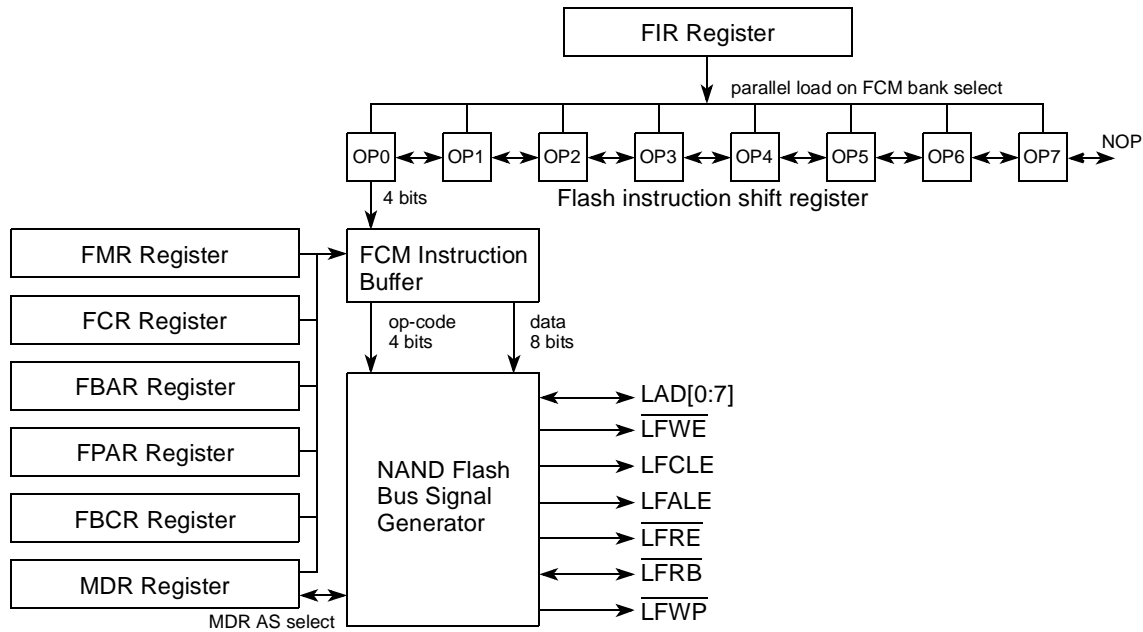 FIR Register
parallel load on FCM bank select
OP0 OP1 OP2 OP3 OP4 OP5 OP6 OP7 NOP
4 bits
Flash instruction shift register
FMR Register
FCM Instruction
Buffer
FCR Register
op-code
4 bits
data
8 bits
FBAR Register
LAD[0:7]
LFWE
FPAR Register
NAND Flash
Bus Signal
Generator
LFCLE
LFALE
FBCR Register
LFRE
LFRB
MDR Register
LFWP
MDR AS select